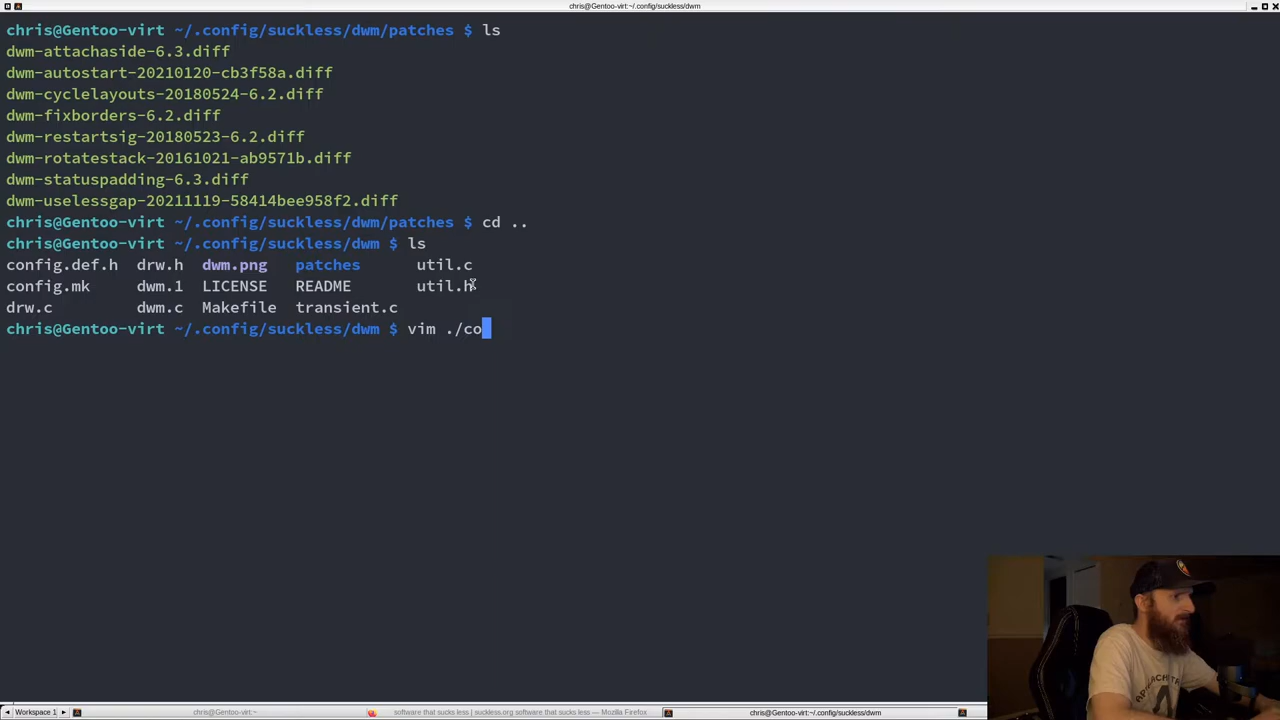 chris@Gentoo-virt:~/.config/suckless/dwm
chris@Gentoo-virt ~/.config/suckless/dwm/patches $ ls
dwm-attachaside-6.3.diff
dwm-autostart-20210120-cb3f58a.diff
dwm-cyclelayouts-20180524-6.2.diff
dwm-fixborders-6.2.diff
dwm-restartsig-20180523-6.2.diff
dwm-rotatestack-20161021-ab9571b.diff
dwm-statuspadding-6.3.diff
dwm-uselessgap-20211119-58414bee958f2.diff
chris@Gentoo-virt ~/.config/suckless/dwm/patches $ cd ..
chris@Gentoo-virt ~/.config/suckless/dwm $ ls
config.def.h drw.h dwm.png patches util.c
config.mk dwm.1 LICENSE README util.h
drw.c dwm.c Makefile transient.c
chris@Gentoo-virt ~/.config/suckless/dwm $ vim ./co
Workspace 1 chris@Gentoo-virt:~ software that sucks less | suckless.org software that sucks less — Mozilla Firefox chris@Gentoo-virt:~/.config/suckless/dwm